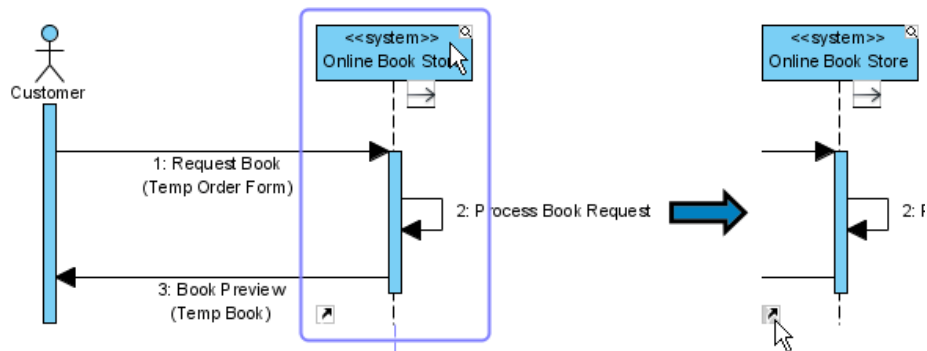 <<system>>
Online Book Store
Customer
1: Request Book
(Temp Order Form)
2: Process Book Request
3: Book Preview
(Temp Book)
<<system>>
Online Book Store
2: